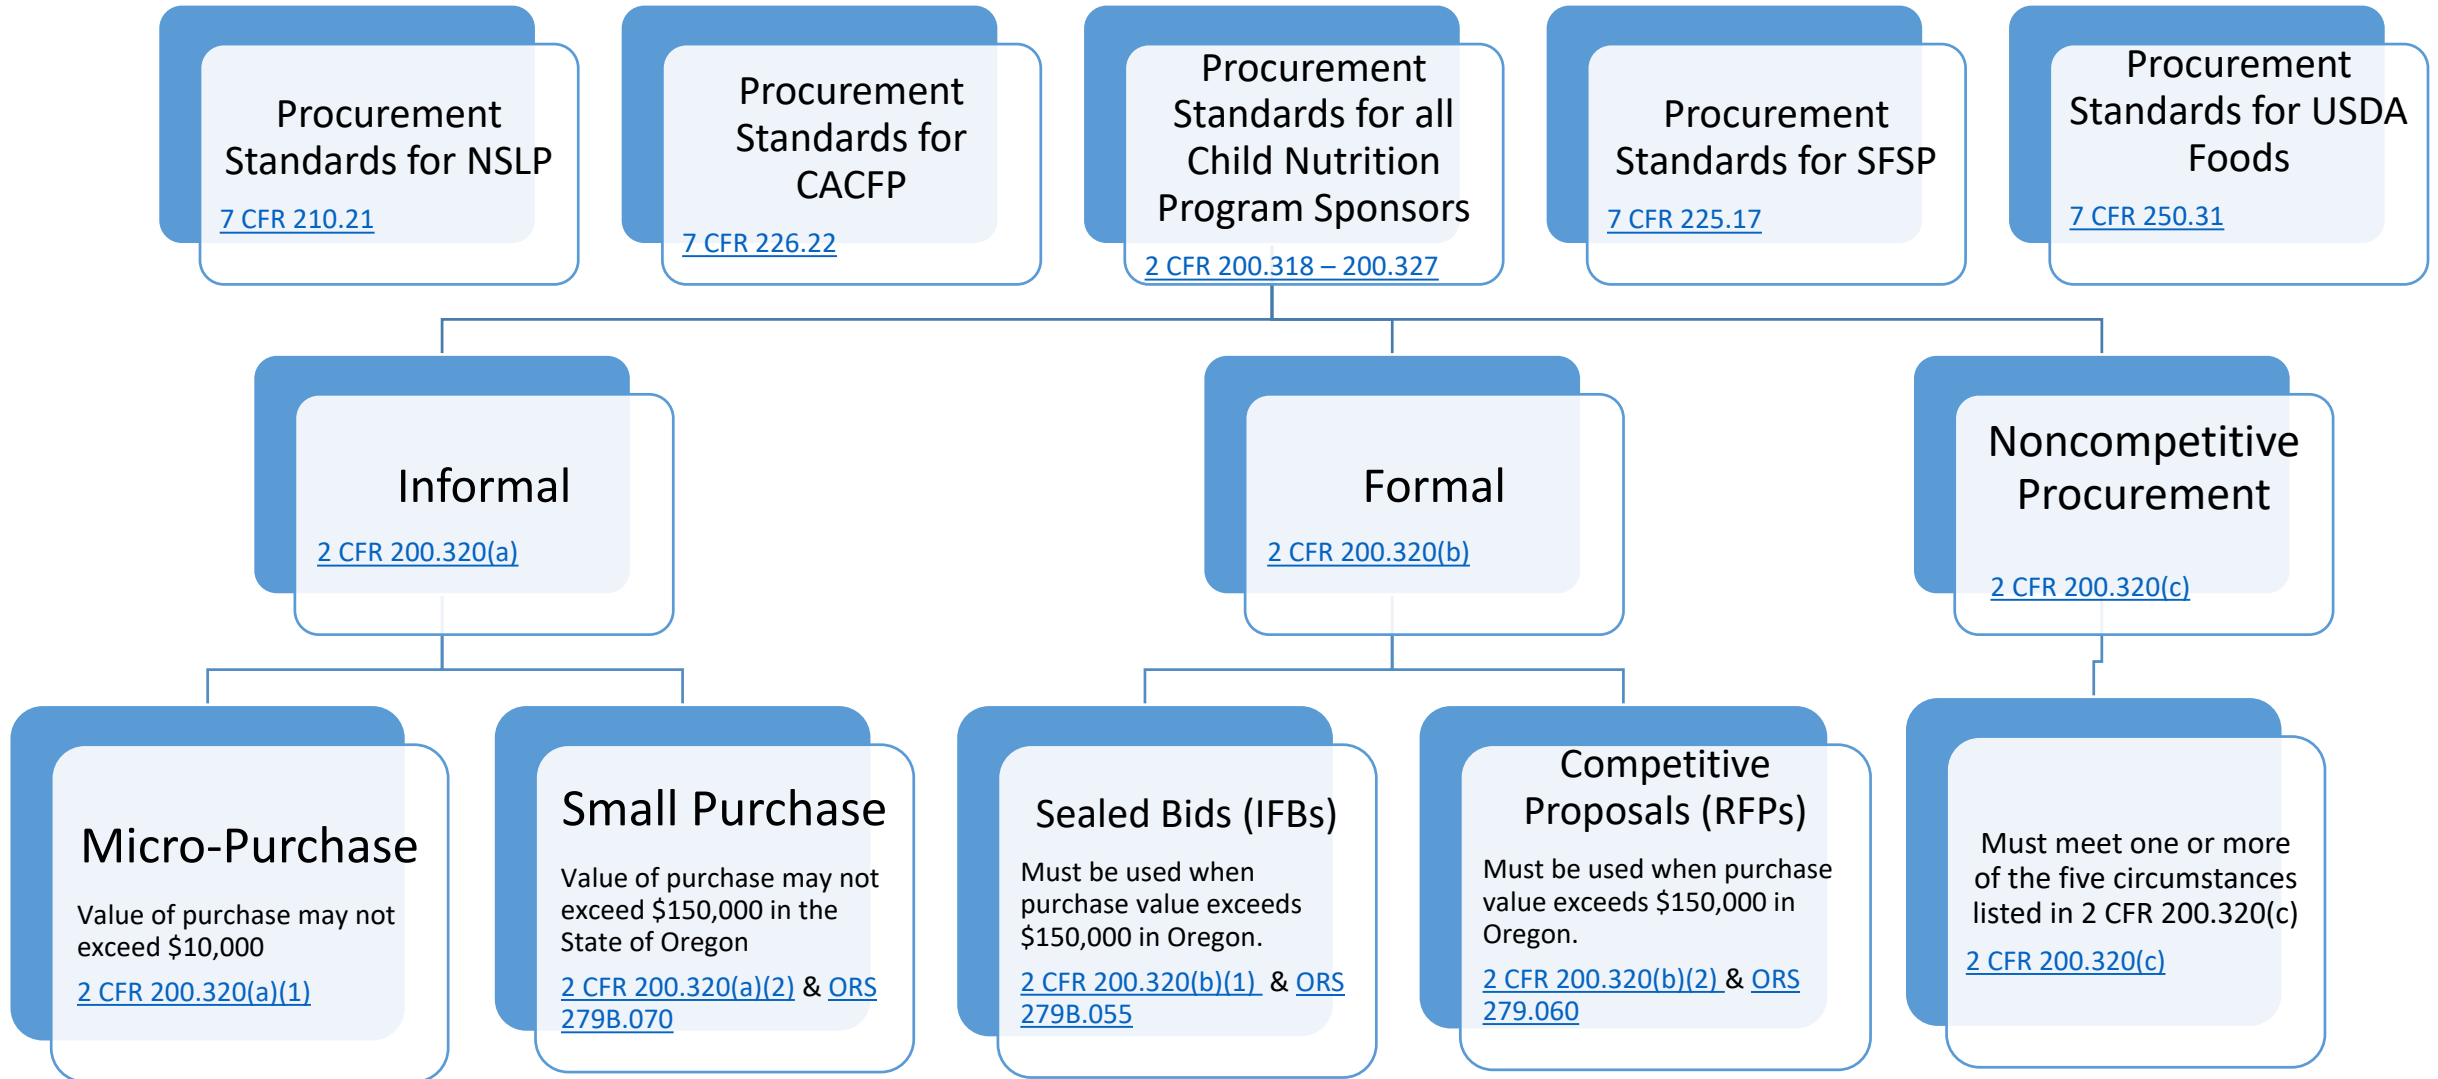 Procurement
Standards for NSLP
7 CFR 210.21
Procurement
Standards for
CACFP
7 CFR 226.22
Procurement
Standards for all
Child Nutrition
Program Sponsors
2 CFR 200.318 – 200.327
Procurement
Standards for SFSP
7 CFR 225.17
Procurement
Standards for USDA
Foods
7 CFR 250.31
Informal
2 CFR 200.320(a)
Formal
2 CFR 200.320(b)
Noncompetitive
Procurement
2 CFR 200.320(c)
Micro-Purchase
Value of purchase may not
exceed $10,000
2 CFR 200.320(a)(1)
Small Purchase
Value of purchase may not
exceed $150,000 in the
State of Oregon
2 CFR 200.320(a)(2) & ORS
279B.070
Sealed Bids (IFBs)
Must be used when
purchase value exceeds
$150,000 in Oregon.
2 CFR 200.320(b)(1) & ORS
279B.055
Competitive
Proposals (RFPs)
Must be used when purchase
value exceeds $150,000 in
Oregon.
2 CFR 200.320(b)(2) & ORS
279.060
Must meet one or more
of the five circumstances
listed in 2 CFR 200.320(c)
2 CFR 200.320(c)